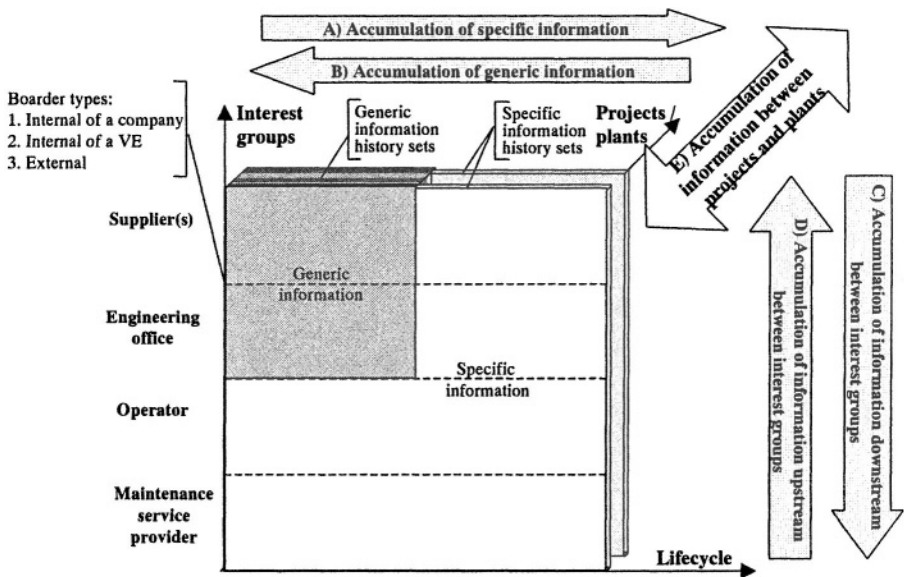 A) Accumulation of specific information
B) Accumulation of generic information
E) Accumulation of
information between
projects and plants
Boarder types:
1. Internal of a company
2. Internal of a VE
3. External
Interest
groups
Generic
information
history sets
Specific
information
history sets
Projects /
plants
Supplier(s)
Generic
information
Engineering
office
Specific
information
Operator
Maintenance
service
provider
Lifecycle
D) Accumulation of information upstream
between interest groups
C) Accumulation of information downstream
between interest groups